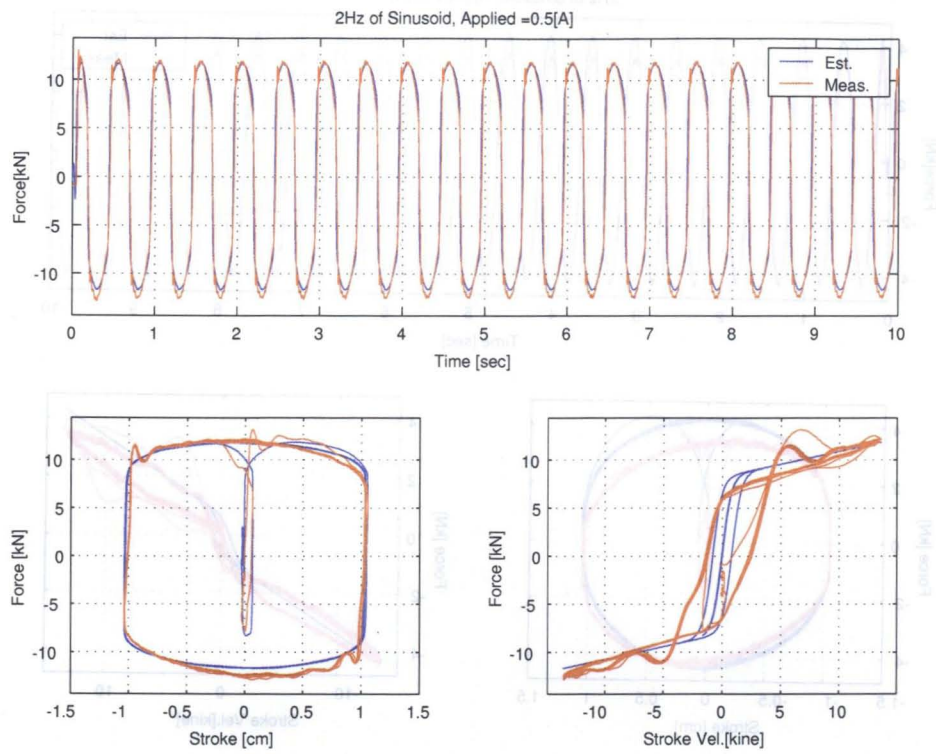 2Hz of Sinusoid, Applied =0.5[A]
Est.
Meas.
10
5
0
-5
-10
Force[kN]
0 1 2 3 4 5 6 7 8 9 10
Time [sec]
10
5
0
-5
-10
Force [kN]
-1.5 -1 -0.5 0 0.5 1 1.5
Stroke [cm]
10
5
0
-5
-10
Force [kN]
-10 -5 0 5 10
Stroke Vel.[kine]